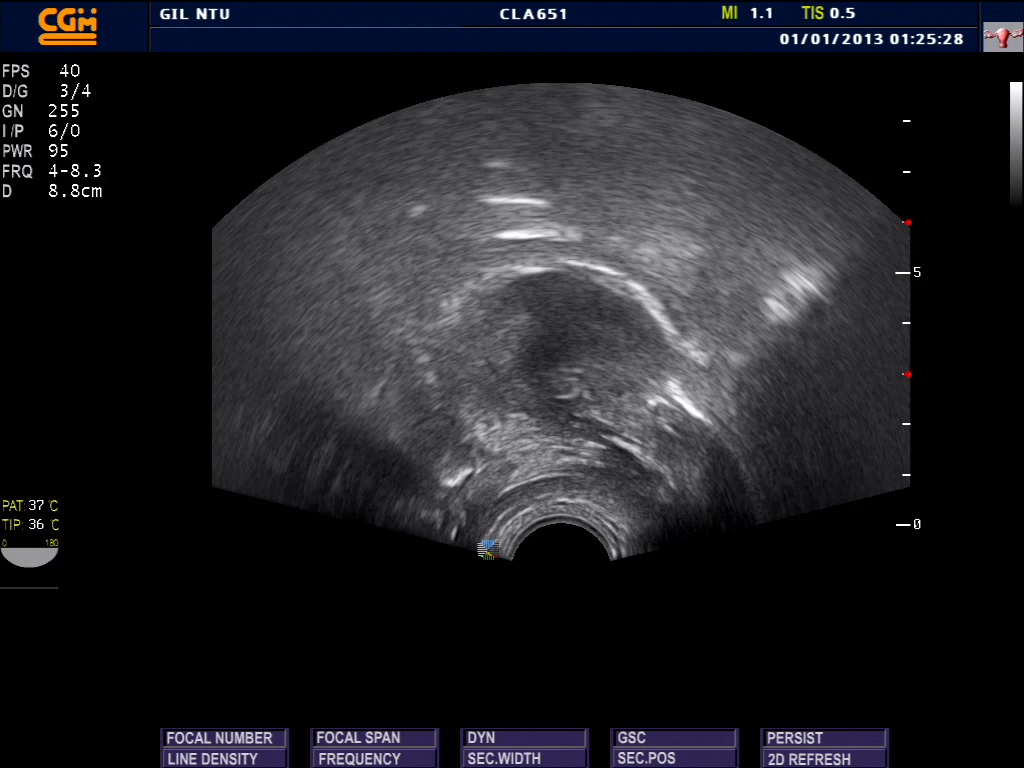 CGM
GIL NTU CLA651 MI 1.1 TIS 0.5
01/01/2013 01:25:28
FPS 40
D/G 3/4
GN 255
I/P 6/0
PWR 95
FRQ 4-8.3
D 8.8cm
5
PAT: 37 °C
TIP: 36 °C
0 180
0
FOCAL NUMBER FOCAL SPAN DYN GSC PERSIST
LINE DENSITY FREQUENCY SEC.WIDTH SEC.POS 2D REFRESH